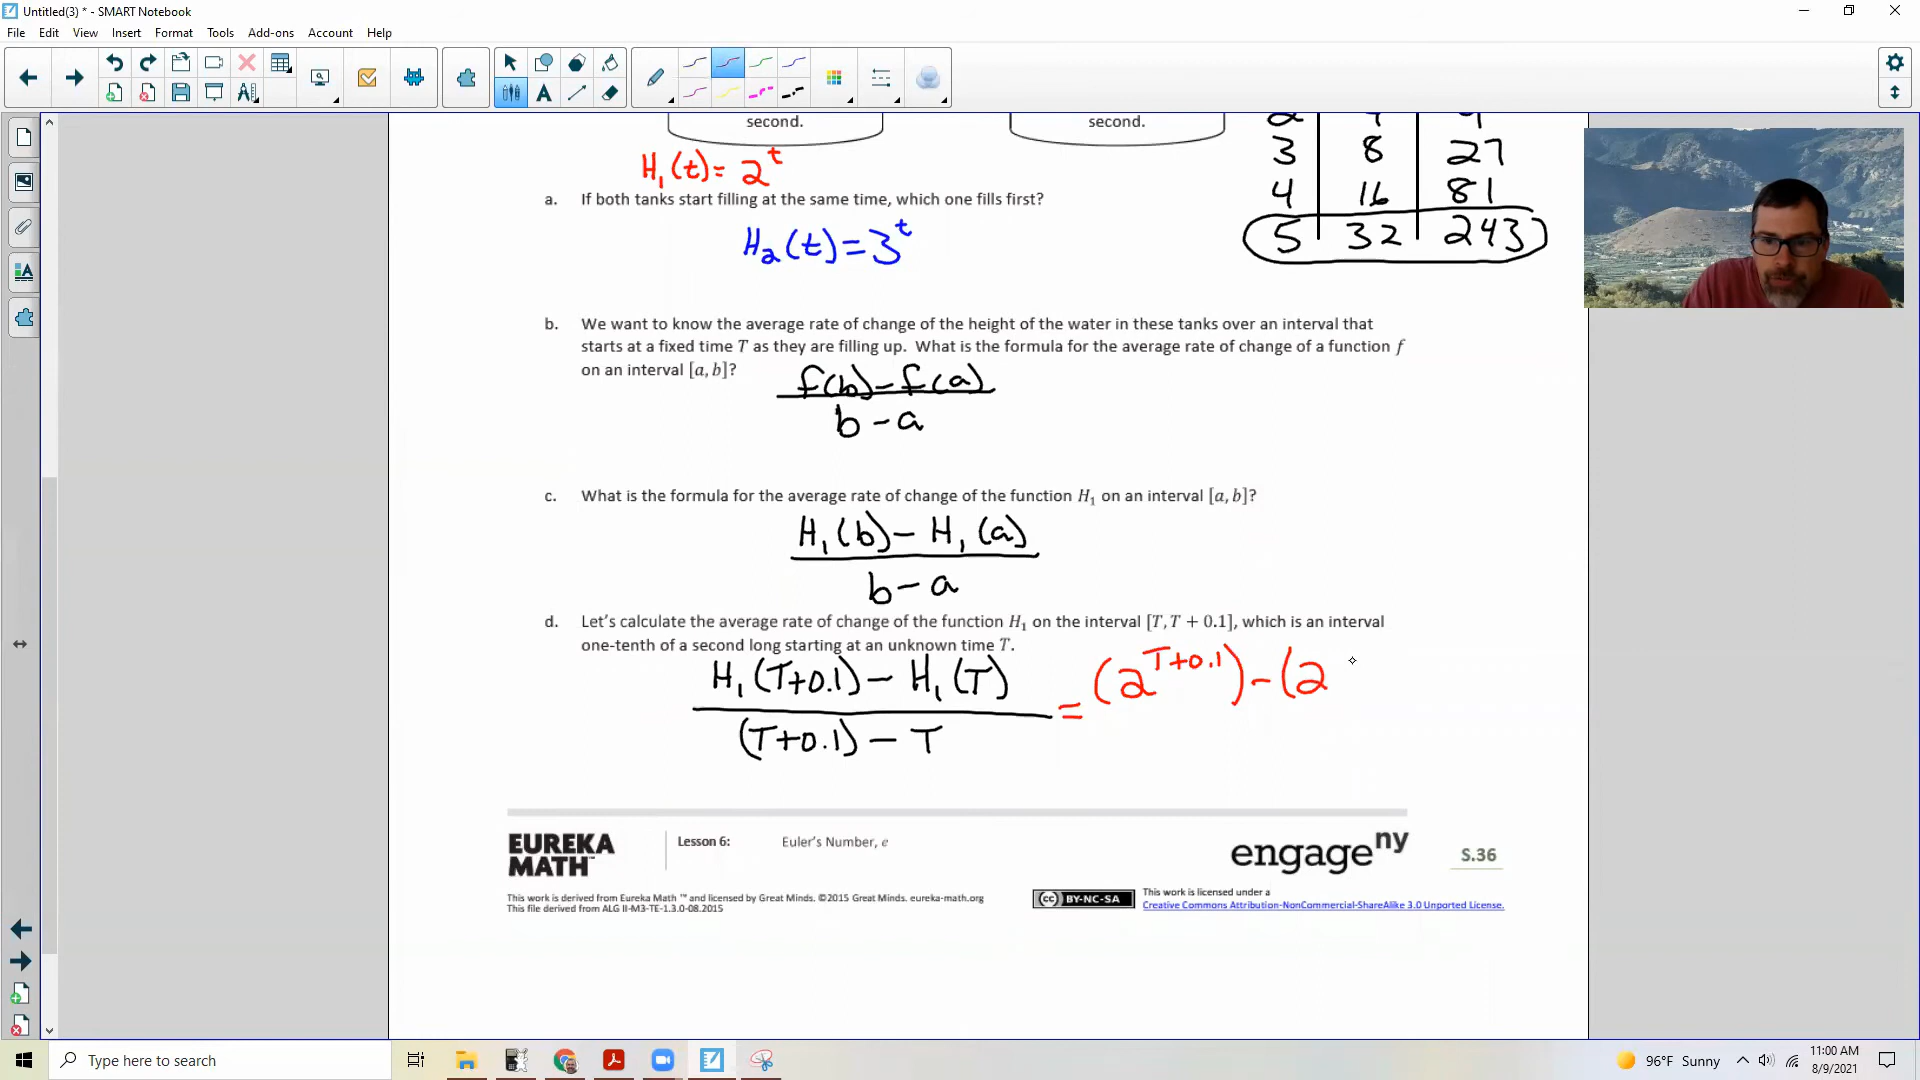 Untitled(3) * - SMART Notebook
File Edit View Insert Format Tools Add-ons Account Help
second. second.
3 8 27
4 16 81
5 32 243
H₁(t)= 2^t
a. If both tanks start filling at the same time, which one fills first?
H₂(t)=3^t
b. We want to know the average rate of change of the height of the water in these tanks over an interval that
starts at a fixed time T as they are filling up. What is the formula for the average rate of change of a function f
on an interval [a, b]?
f(b)-f(a)
b-a
c. What is the formula for the average rate of change of the function H₁ on an interval [a, b]?
H₁(b)- H₁(a)
b-a
d. Let's calculate the average rate of change of the function H₁ on the interval [T, T + 0.1], which is an interval
one-tenth of a second long starting at an unknown time T.
H₁(T+0.1)- H₁(T) = (2^T+0.1)-(2
(T+0.1)- T
EUREKA
MATH™
Lesson 6: Euler's Number, e
engage ny
S.36
This work is derived from Eureka Math ™ and licensed by Great Minds. ©2015 Great Minds. eureka-math.org
This file derived from ALG II-M3-TE-1.3.0-08.2015
cc BY-NC-SA
This work is licensed under a
Creative Commons Attribution-NonCommercial-ShareAlike 3.0 Unported License.
Type here to search
96°F Sunny
11:00 AM
8/9/2021